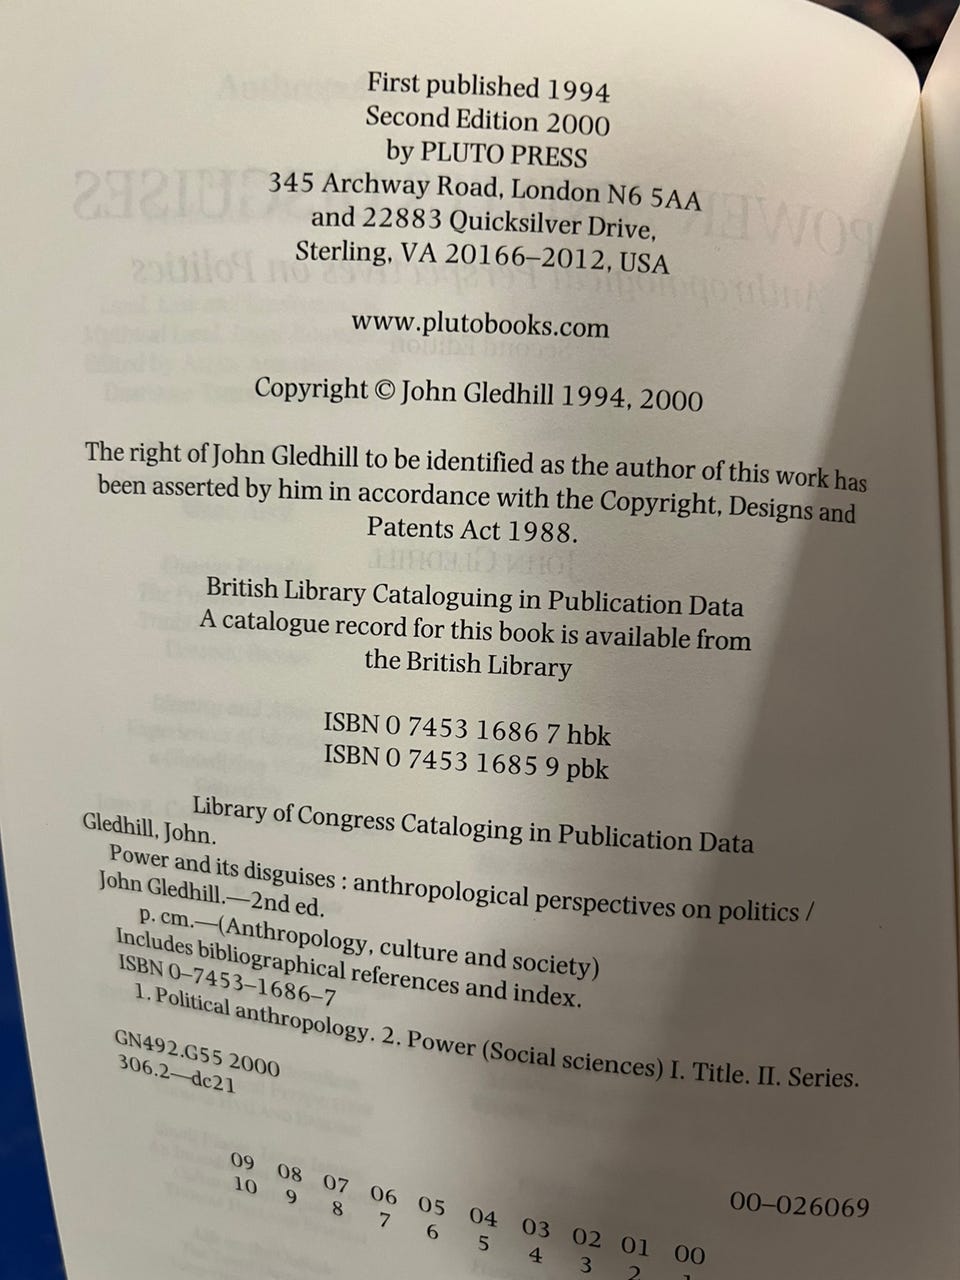 First published 1994
Second Edition 2000
by PLUTO PRESS
345 Archway Road, London N6 5AA
and 22883 Quicksilver Drive,
Sterling, VA 20166–2012, USA
www.plutobooks.com
Copyright © John Gledhill 1994, 2000
The right of John Gledhill to be identified as the author of this work has
been asserted by him in accordance with the Copyright, Designs and
Patents Act 1988.
British Library Cataloguing in Publication Data
A catalogue record for this book is available from
the British Library
ISBN 0 7453 1686 7 hbk
ISBN 0 7453 1685 9 pbk
Library of Congress Cataloging in Publication Data
Gledhill, John.
Power and its disguises : anthropological perspectives on politics /
John Gledhill.—2nd ed.
p. cm.—(Anthropology, culture and society)
Includes bibliographical references and index.
ISBN 0–7453–1686–7
1. Political anthropology. 2. Power (Social sciences) I. Title. II. Series.
GN492.G55 2000
306.2—dc21
00–026069
09 08 07 06 05 04 03 02 01 00
10 9 8 7 6 5 4 3 2